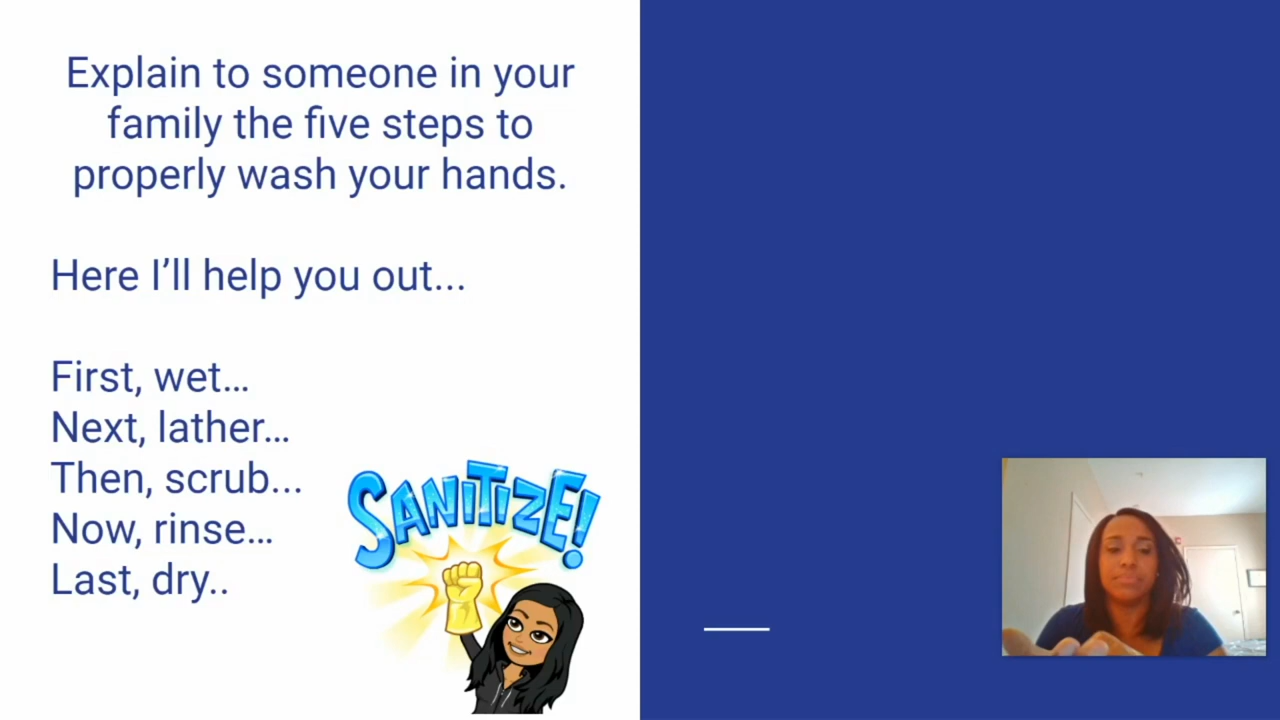 Explain to someone in your
family the five steps to
properly wash your hands.
Here I’ll help you out...
First, wet…
Next, lather…
Then, scrub...
Now, rinse…
Last, dry..
SANITIZE!